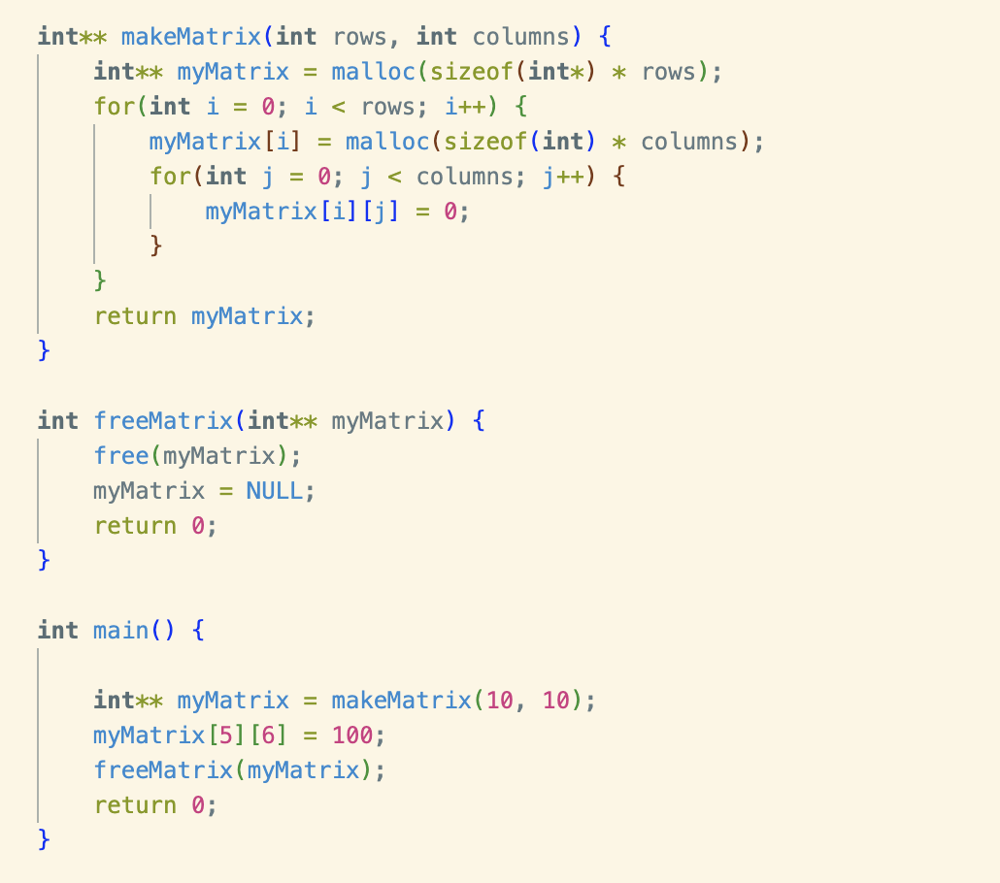 int** makeMatrix(int rows, int columns) {
    int** myMatrix = malloc(sizeof(int*) * rows);
    for(int i = 0; i < rows; i++) {
        myMatrix[i] = malloc(sizeof(int) * columns);
        for(int j = 0; j < columns; j++) {
            myMatrix[i][j] = 0;
        }
    }
    return myMatrix;
}

int freeMatrix(int** myMatrix) {
    free(myMatrix);
    myMatrix = NULL;
    return 0;
}

int main() {

    int** myMatrix = makeMatrix(10, 10);
    myMatrix[5][6] = 100;
    freeMatrix(myMatrix);
    return 0;
}